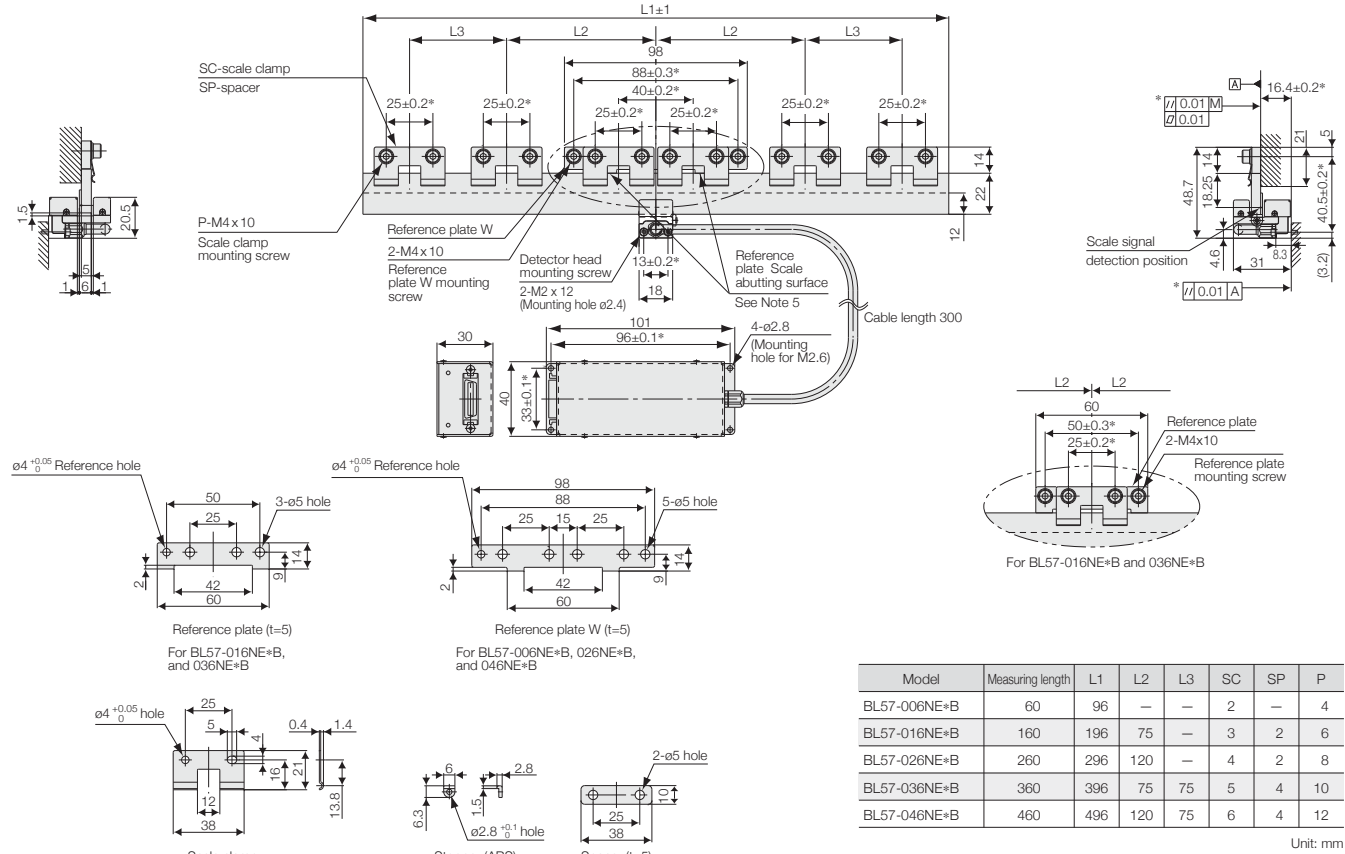 L1±1
L3
L2
L2
L3
98
88±0.3*
40±0.2*
25±0.2*
25±0.2*
25±0.2*
25±0.2*
25±0.2*
25±0.2*
SC-scale clamp
SP-spacer
P-M4 x 10
Scale clamp
mounting screw
Reference plate W
2-M4 x 10
Reference
plate W mounting
screw
Detector head
mounting screw
2-M2 x 12
(Mounting hole ø2.4)
13±0.2*
18
Reference
plate Scale
abutting surface
See Note 5
14
22
12
Cable length 300
1.5
20.5
5
1
6
1
A
16.4±0.2*
*
// 0.01 M
⏥ 0.01
21
5
14
18.25
48.7
40.5±0.2*
Scale signal
detection position
4.6
31
8.3
(3.2)
* // 0.01 A
30
101
96±0.1*
40
33±0.1*
4-ø2.8
(Mounting
hole for M2.6)
L2
L2
60
50±0.3*
25±0.2*
Reference plate
2-M4x10
Reference plate
mounting screw
For BL57-016NE*B and 036NE*B
ø4 +0.05 0 Reference hole
50
25
3-ø5 hole
2
42
60
9
14
Reference plate (t=5)
For BL57-016NE*B,
and 036NE*B
ø4 +0.05 0 Reference hole
98
88
25
15
25
5-ø5 hole
2
42
60
9
14
Reference plate W (t=5)
For BL57-006NE*B, 026NE*B,
and 046NE*B
ø4 +0.05 0 hole
25
5
4
0.4
1.4
16
21
13.8
12
38
6
2.8
6.3
1.5
ø2.8 +0.1 0 hole
2-ø5 hole
10
25
38
Model Measuring length L1 L2 L3 SC SP P
BL57-006NE*B 60 96 — — 2 — 4
BL57-016NE*B 160 196 75 — 3 2 6
BL57-026NE*B 260 296 120 — 4 2 8
BL57-036NE*B 360 396 75 75 5 4 10
BL57-046NE*B 460 496 120 75 6 4 12
Unit: mm